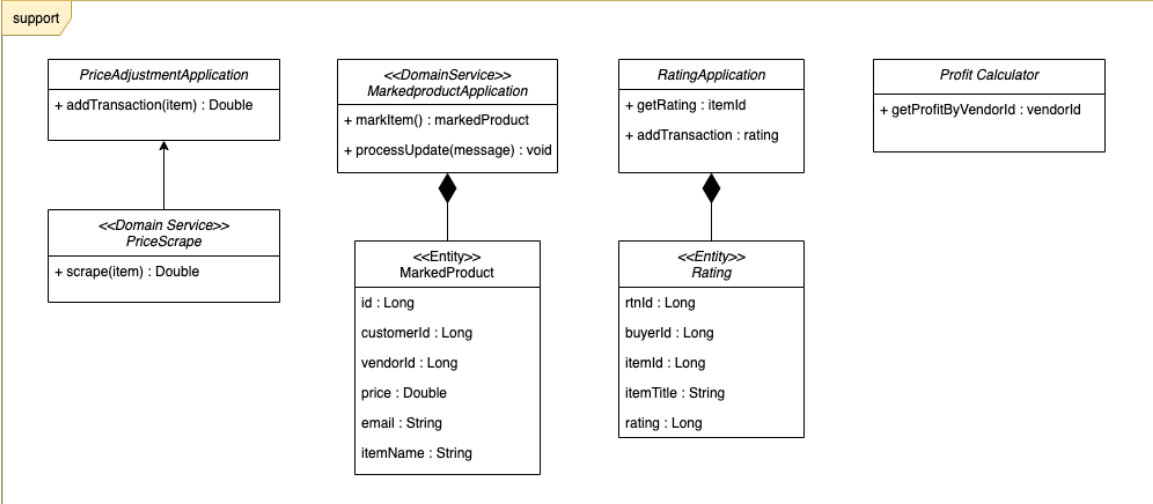 support
PriceAdjustmentApplication
+ addTransaction(item) : Double
<<Domain Service>>
PriceScrape
+ scrape(item) : Double
<<DomainService>>
MarkedproductApplication
+ markItem() : markedProduct
+ processUpdate(message) : void
<<Entity>>
MarkedProduct
id : Long
customerId : Long
vendorId : Long
price : Double
email : String
itemName : String
RatingApplication
+ getRating : itemId
+ addTransaction : rating
<<Entity>>
Rating
rtnId : Long
buyerId : Long
itemId : Long
itemTitle : String
rating : Long
Profit Calculator
+ getProfitByVendorId : vendorId